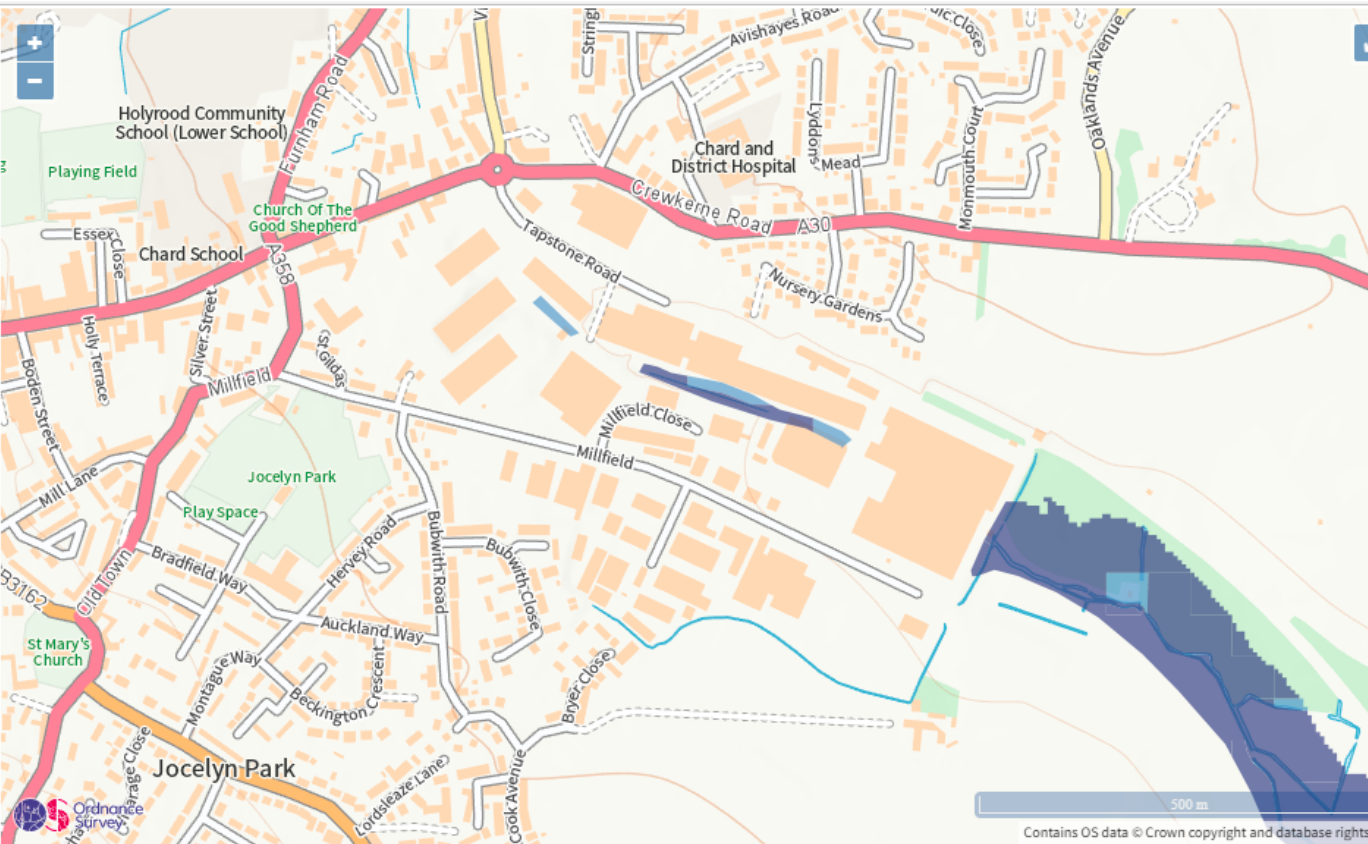 +
−
Furnham Road
Avishayes Road
Oaklands Avenue
Holyrood Community
School (Lower School)
Playing Field
Chard and
District Hospital
Lyddons
Mead
Monmouth Court
Church Of The
Good Shepherd
Crewkerne Road
A30
Essex Close
Chard School
A358
Tapstone Road
Nursery Gardens
Holly Terrace
Silver Street
St Gildas
Boden Street
Millfield
Millfield Close
Millfield
Jocelyn Park
Mill Lane
Play Space
Hervey Road
Bubwith Road
Bubwith Close
Bradfield Way
B3162
Old Town
Auckland Way
St Mary's
Church
Montague Way
Beckington Crescent
Bryer Close
Jocelyn Park
Lordsleaze Lane
Cook Avenue
Ordnance
Survey
500 m
Contains OS data © Crown copyright and database rights